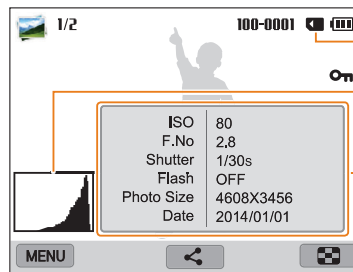 1/2 100-0001
ISO 80
F.No 2.8
Shutter 1/30s
Flash OFF
Photo Size 4608X3456
Date 2014/01/01
MENU